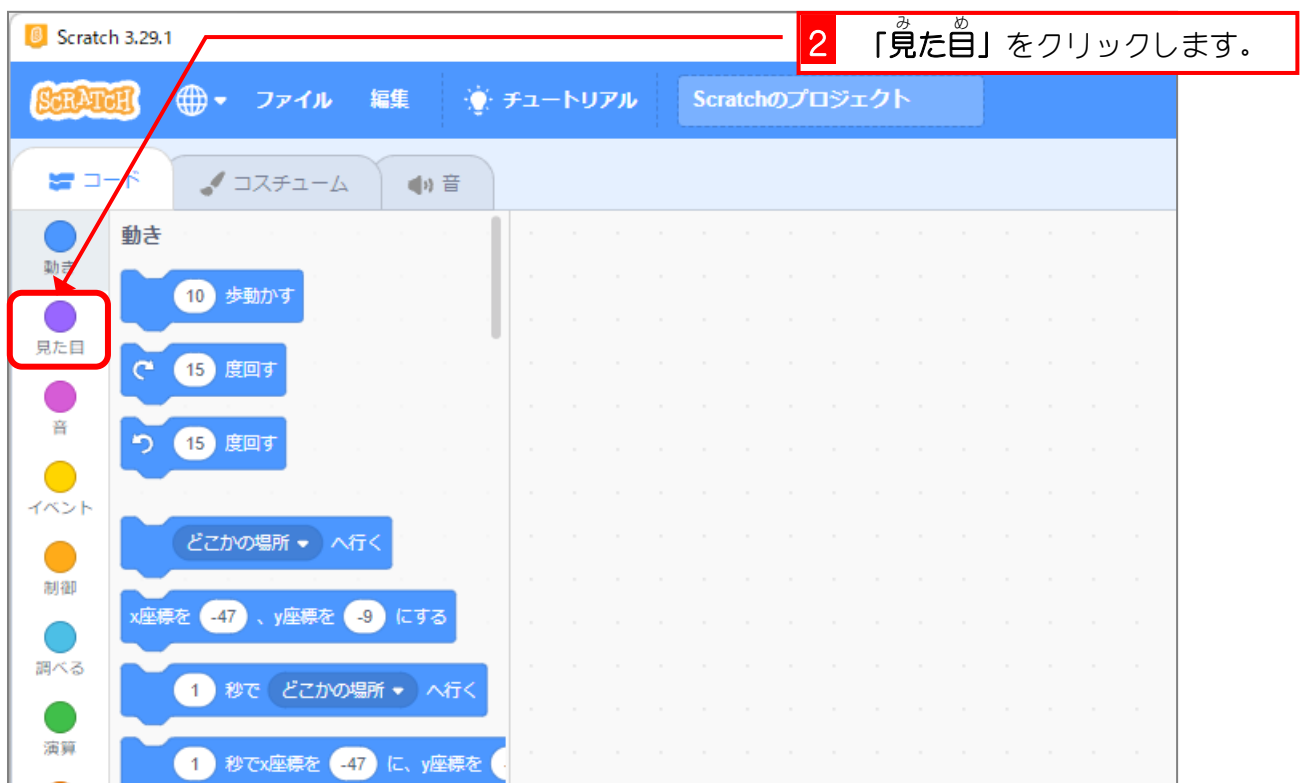 Scratch 3.29.1
2 「見た目」をクリックします。
み め
SCRATCH ファイル 編集 チュートリアル Scratchのプロジェクト
コード コスチューム 音
動き
見た目
音
イベント
制御
調べる
演算
動き
10 歩動かす
15 度回す
15 度回す
どこかの場所 へ行く
x座標を -47 、y座標を -9 にする
1 秒で どこかの場所 へ行く
1 秒でx座標を -47 に、y座標を